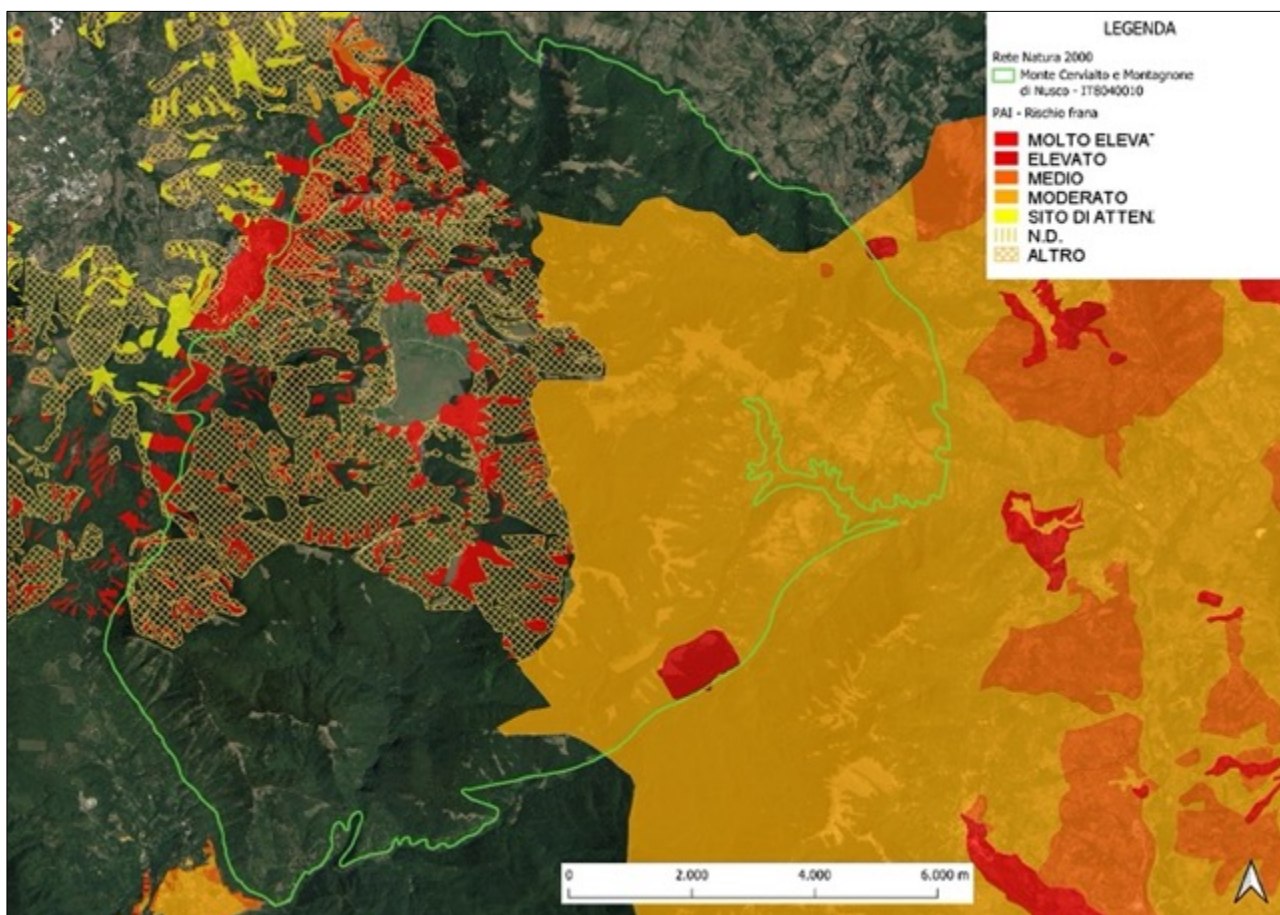 LEGENDA
Rete Natura 2000
Monte Cervialto e Montagnone
di Nusco - IT8040010
PAI - Rischio frana
MOLTO ELEVA
ELEVATO
MEDIO
MODERATO
SITO DI ATTEN
N.D.
ALTRO
0 2.000 4.000 6.000 m